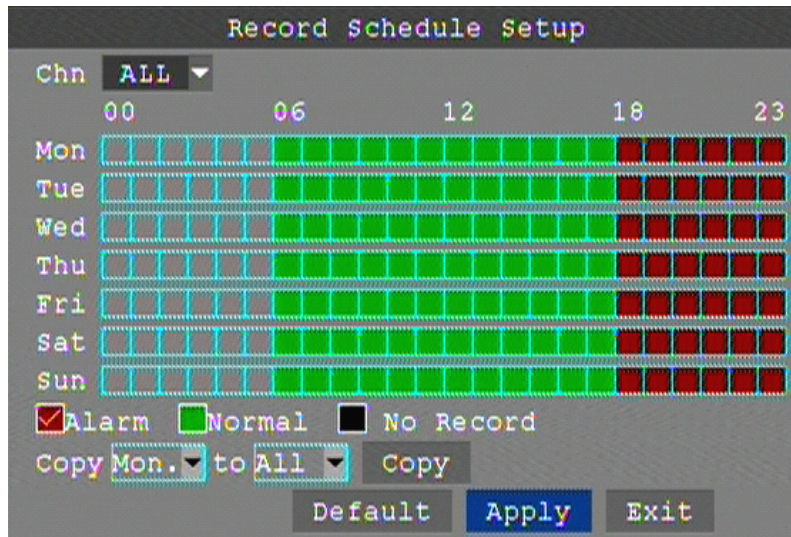 Record Schedule Setup
Chn ALL
00 06 12 18 23
Mon
Tue
Wed
Thu
Fri
Sat
Sun
Alarm Normal No Record
Copy Mon. to All Copy
Default Apply Exit